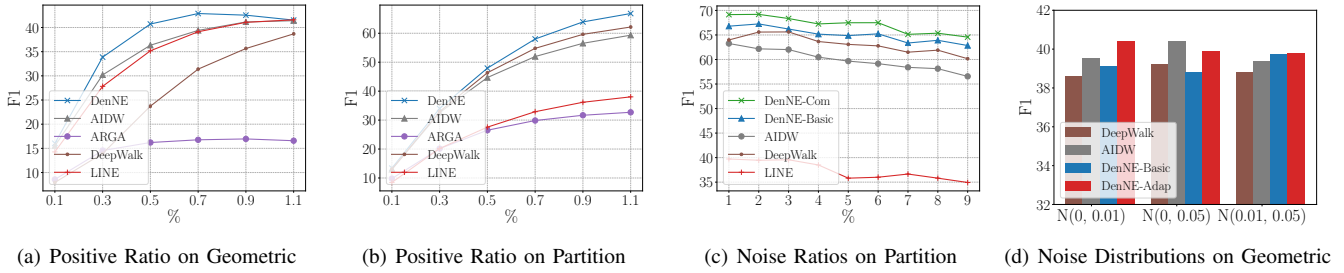 F1
40
35
30
25
20
15
10
DenNE
AIDW
ARGA
DeepWalk
LINE
0.1 0.3 0.5 0.7 0.9 1.1
%
(a) Positive Ratio on Geometric
F1
60
50
40
30
20
10
DenNE
AIDW
ARGA
DeepWalk
LINE
0.1 0.3 0.5 0.7 0.9 1.1
%
(b) Positive Ratio on Partition
F1
70
65
60
55
50
45
40
35
DenNE-Com
DenNE-Basic
AIDW
DeepWalk
LINE
1 2 3 4 5 6 7 8 9
%
(c) Noise Ratios on Partition
F1
42
40
38
36
34
32
DeepWalk
AIDW
DenNE-Basic
DenNE-Adap
N(0, 0.01) N(0, 0.05) N(0.01, 0.05)
(d) Noise Distributions on Geometric